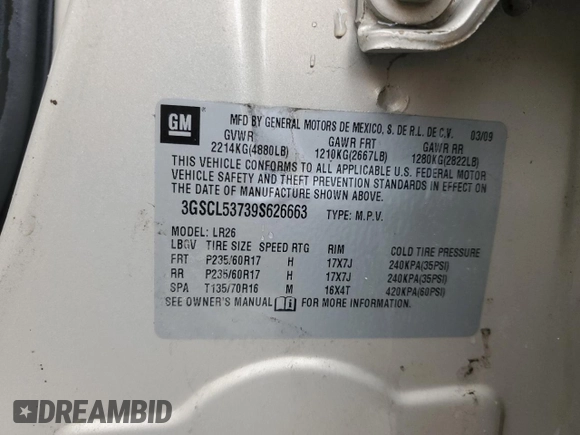 GM
MFD BY GENERAL MOTORS DE MEXICO, S. DE R.L. DE C.V. 03/09
GVWR GAWR FRT GAWR RR
2214KG(4880LB) 1210KG(2667LB) 1280KG(2822LB)
THIS VEHICLE CONFORMS TO ALL APPLICABLE U.S. FEDERAL MOTOR
VEHICLE SAFETY AND THEFT PREVENTION STANDARDS IN EFFECT ON
THE DATE OF MANUFACTURE SHOWN ABOVE.
3GSCL53739S626663 TYPE: M.P.V.
MODEL: LR26
LBGV TIRE SIZE SPEED RTG RIM COLD TIRE PRESSURE
FRT P235/60R17 H 17X7J 240KPA(35PSI)
RR P235/60R17 H 17X7J 240KPA(35PSI)
SPA T135/70R16 M 16X4T 420KPA(60PSI)
SEE OWNER'S MANUAL FOR MORE INFORMATION.
DREAMBID